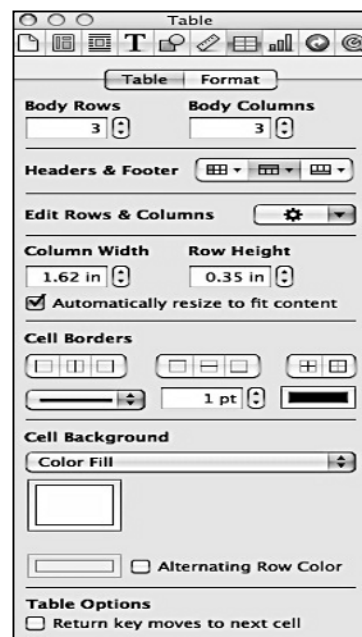 Table
T
Table Format
Body Rows Body Columns
3 3
Headers & Footer
Edit Rows & Columns
Column Width Row Height
1.62 in 0.35 in
Automatically resize to fit content
Cell Borders
1 pt
Cell Background
Color Fill
Alternating Row Color
Table Options
Return key moves to next cell